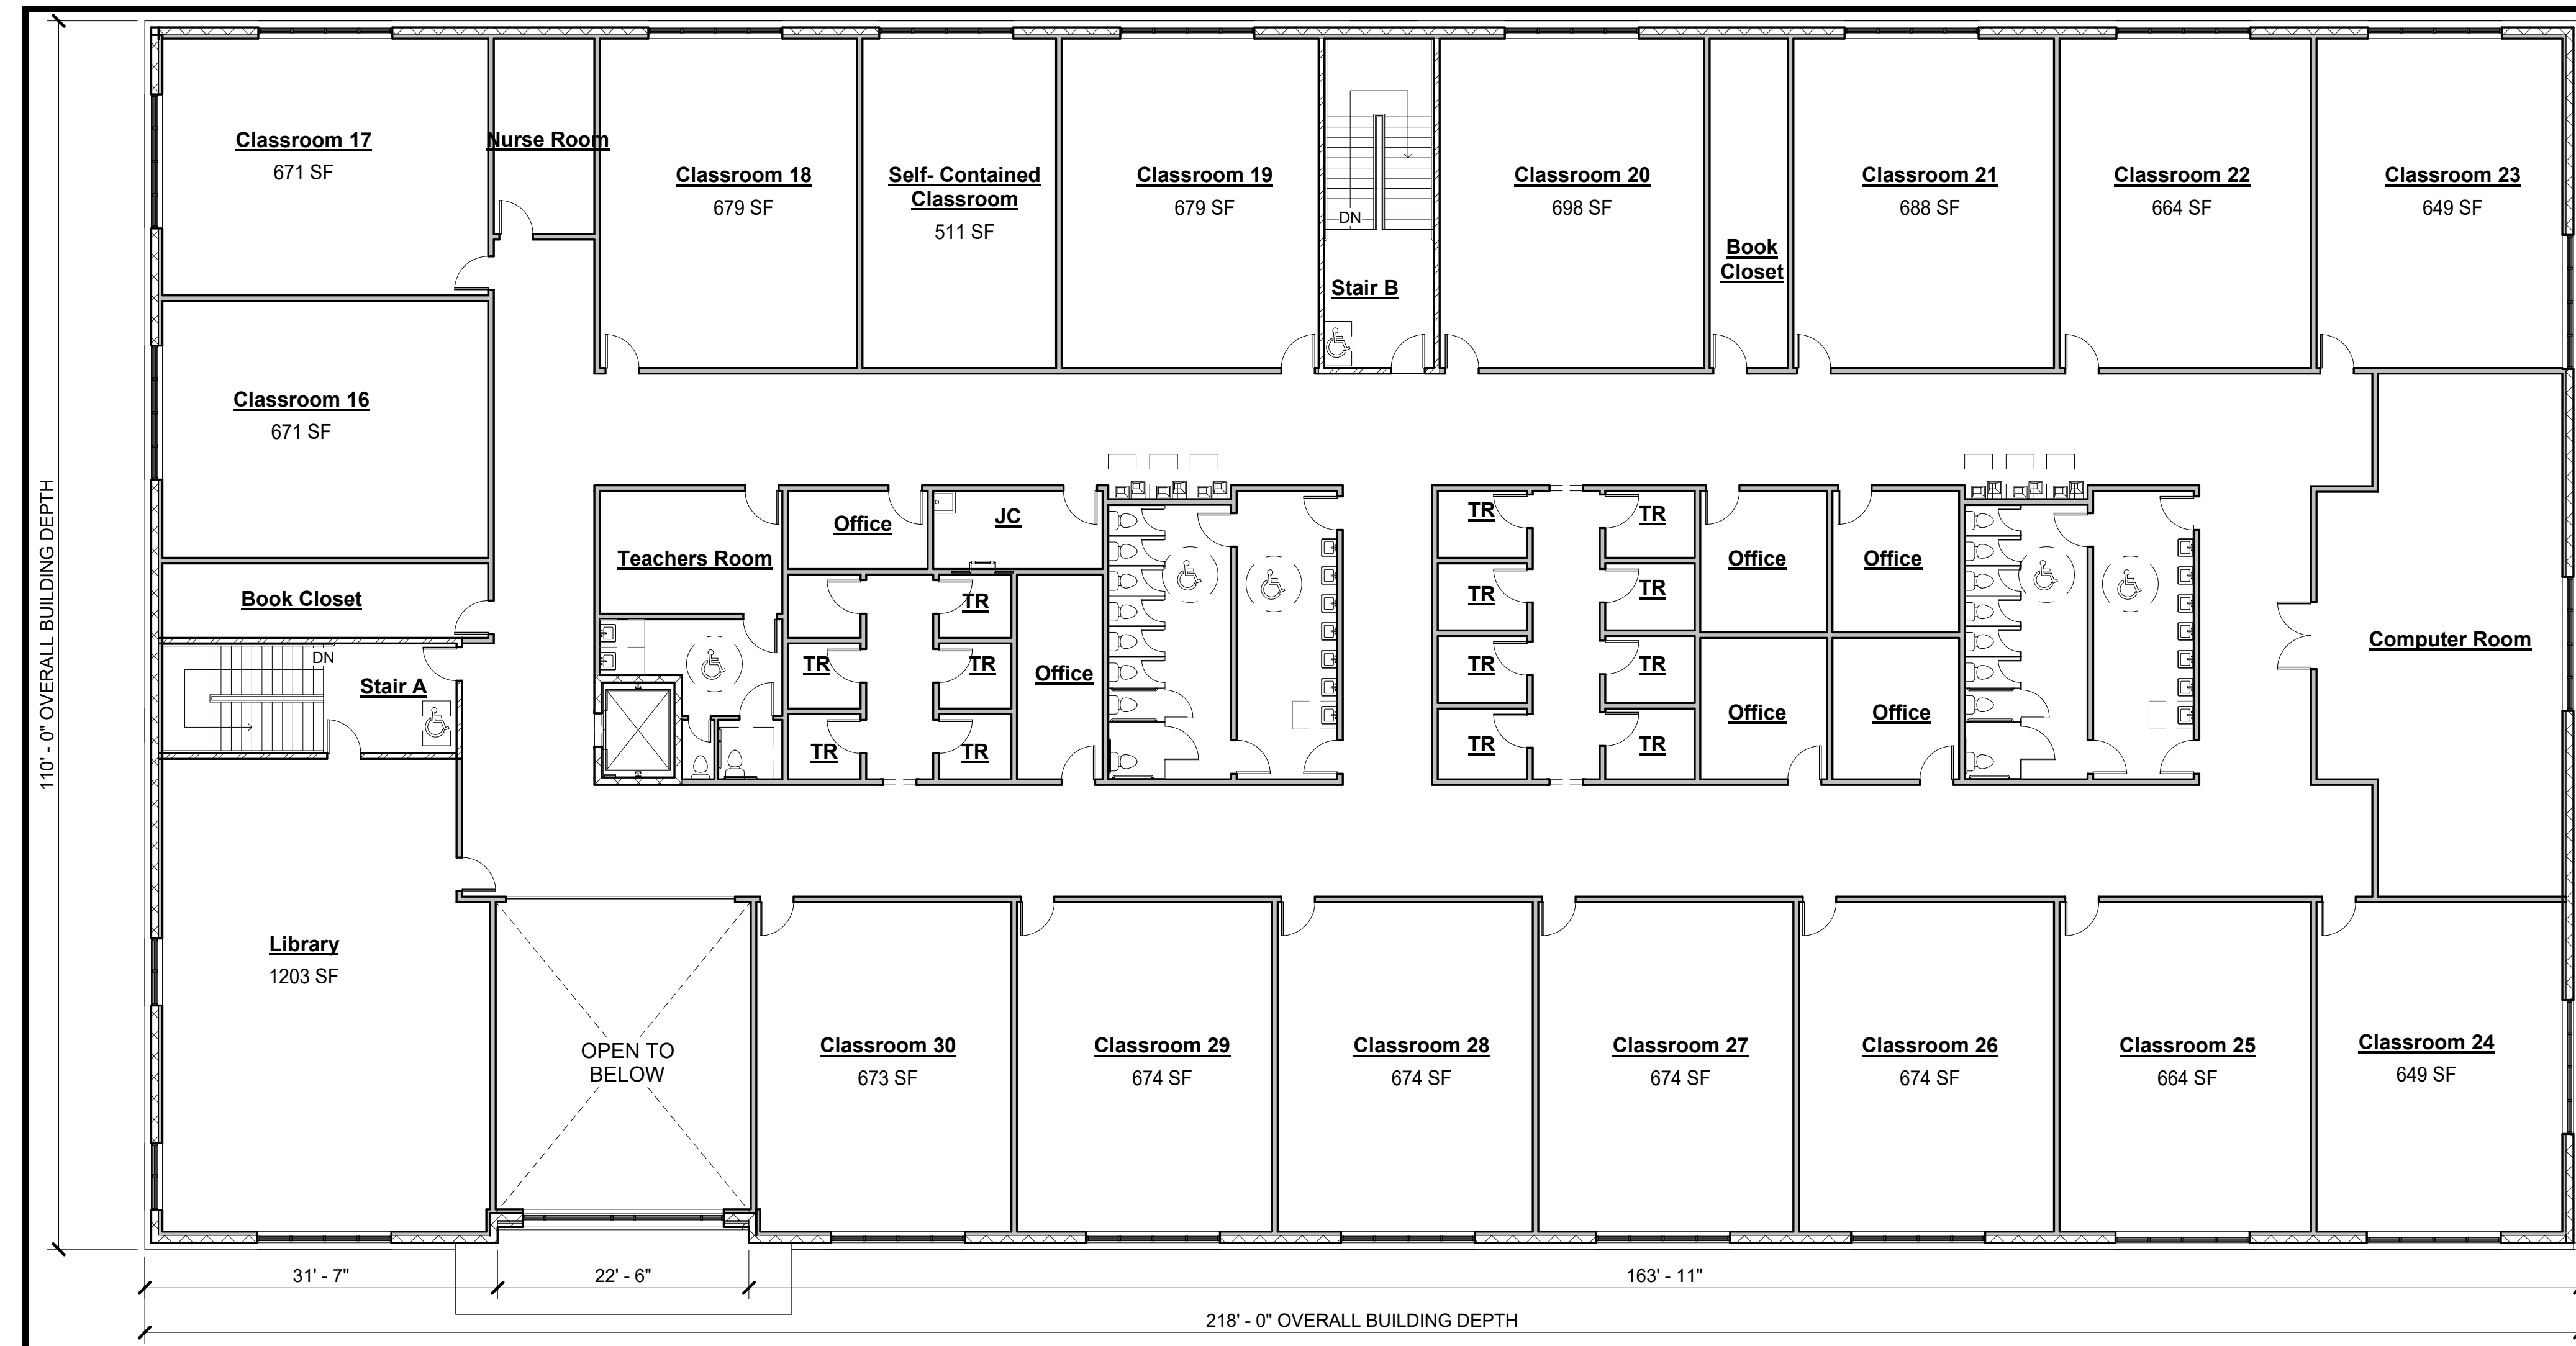 Classroom 17
671 SF
Nurse Room
Classroom 18
679 SF
Self- Contained
Classroom
511 SF
Classroom 19
679 SF
DN
Stair B
Classroom 20
698 SF
Book
Closet
Classroom 21
688 SF
Classroom 22
664 SF
Classroom 23
649 SF
Classroom 16
671 SF
110' - 0" OVERALL BUILDING DEPTH
Book Closet
DN
Stair A
Teachers Room
Office
JC
TR
TR
TR
TR
TR
Office
TR
TR
TR
TR
TR
TR
TR
TR
Office
Office
Office
Office
Computer Room
Library
1203 SF
OPEN TO
BELOW
Classroom 30
673 SF
Classroom 29
674 SF
Classroom 28
674 SF
Classroom 27
674 SF
Classroom 26
674 SF
Classroom 25
664 SF
Classroom 24
649 SF
31' - 7"
22' - 6"
163' - 11"
218' - 0" OVERALL BUILDING DEPTH